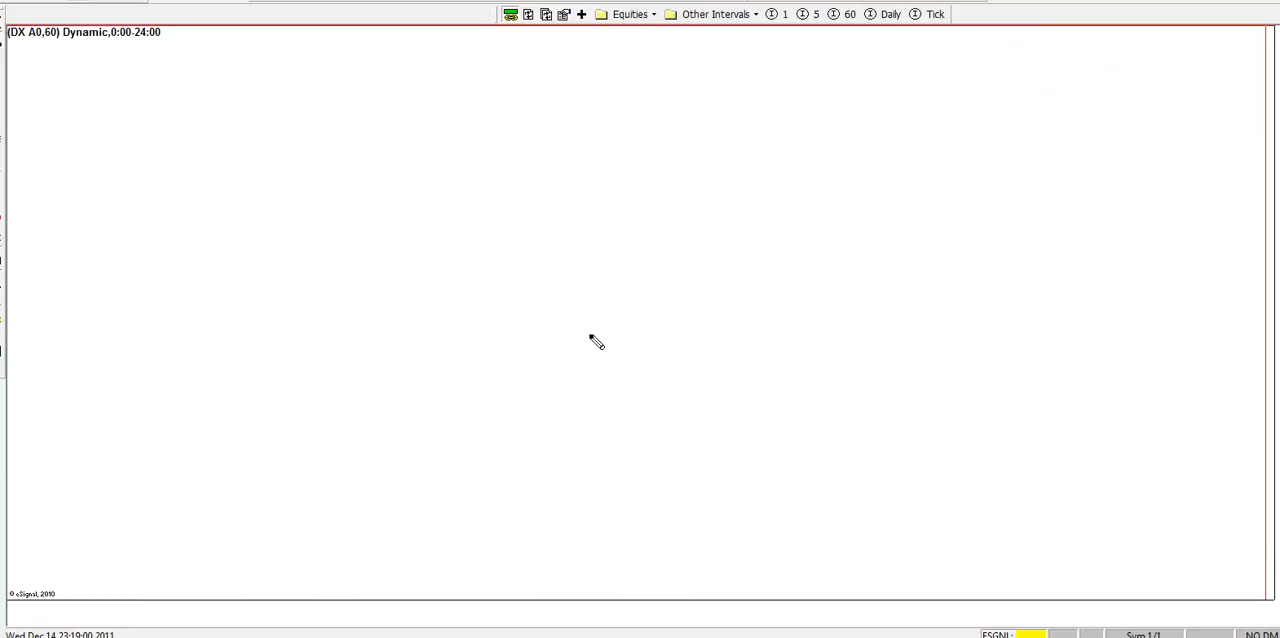 Equities Other Intervals 1 5 60 Daily Tick
(DX A0,60) Dynamic,0:00-24:00
© eSignal, 2010
Wed Dec 14 23:19:00 2011 ESGNL: Sym 1/1 NO DM